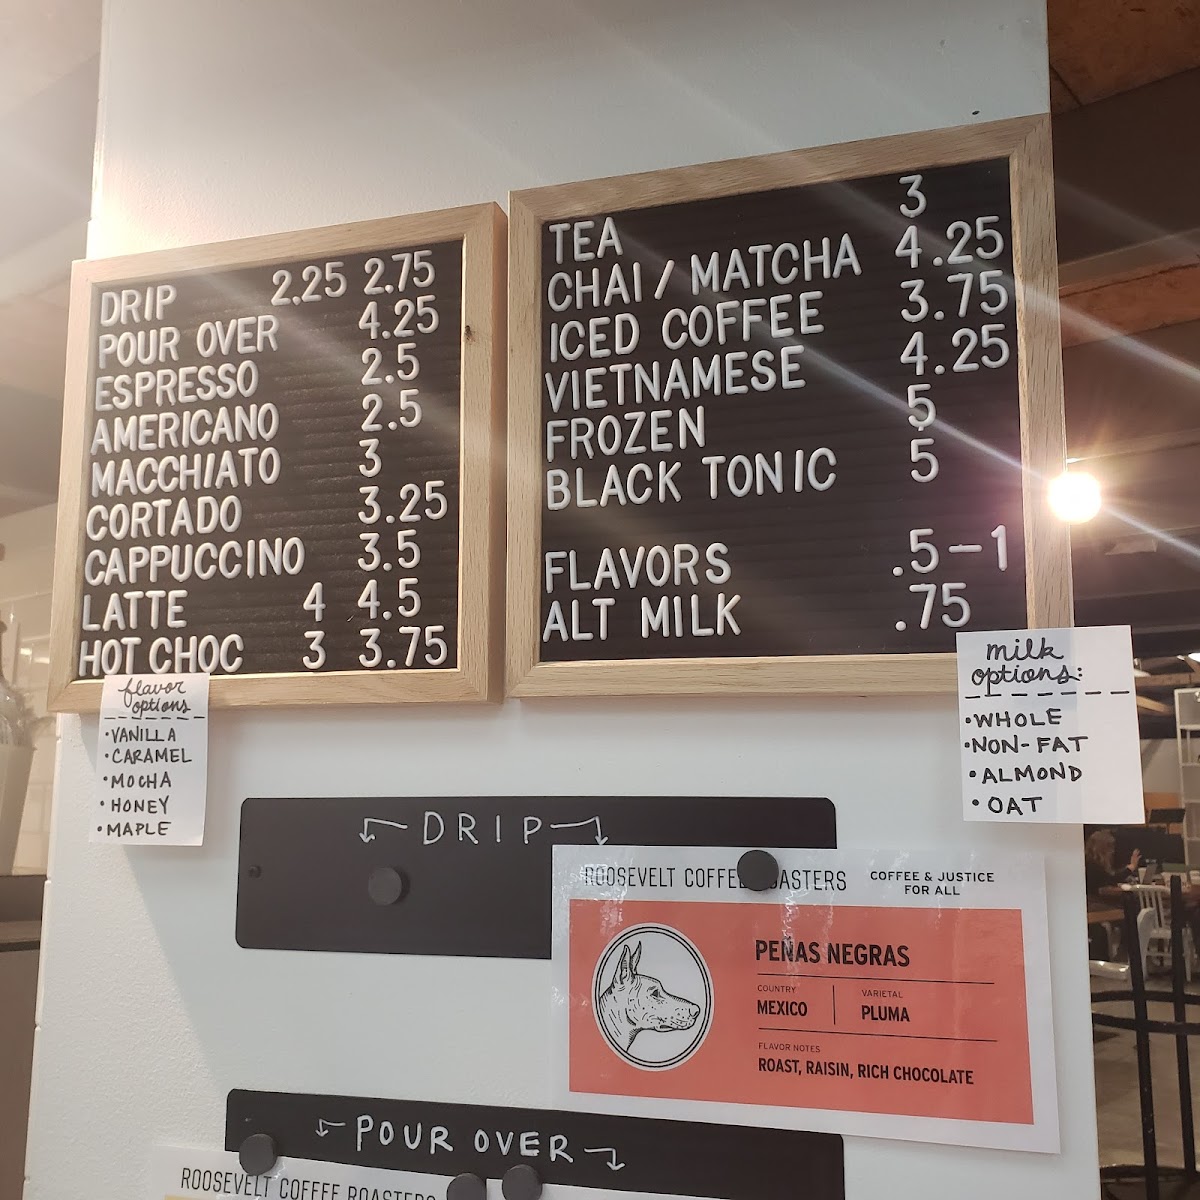 DRIP 2.25 2.75
POUR OVER 4.25
ESPRESSO 2.5
AMERICANO 2.5
MACCHIATO 3
CORTADO 3.25
CAPPUCCINO 3.5
LATTE 4 4.5
HOT CHOC 3 3.75
TEA 3
CHAI / MATCHA 4.25
ICED COFFEE 3.75
VIETNAMESE 4.25
FROZEN 5
BLACK TONIC 5
FLAVORS .5-1
ALT MILK .75
flavor
options
•VANILLA
•CARAMEL
•MOCHA
•HONEY
•MAPLE
milk
options:
•WHOLE
•NON-FAT
•ALMOND
•OAT
DRIP
ROOSEVELT COFFEE ROASTERS
COFFEE & JUSTICE
FOR ALL
PEÑAS NEGRAS
COUNTRY
MEXICO
VARIETAL
PLUMA
FLAVOR NOTES
ROAST, RAISIN, RICH CHOCOLATE
POUR OVER
ROOSEVELT COFFEE ROASTERS